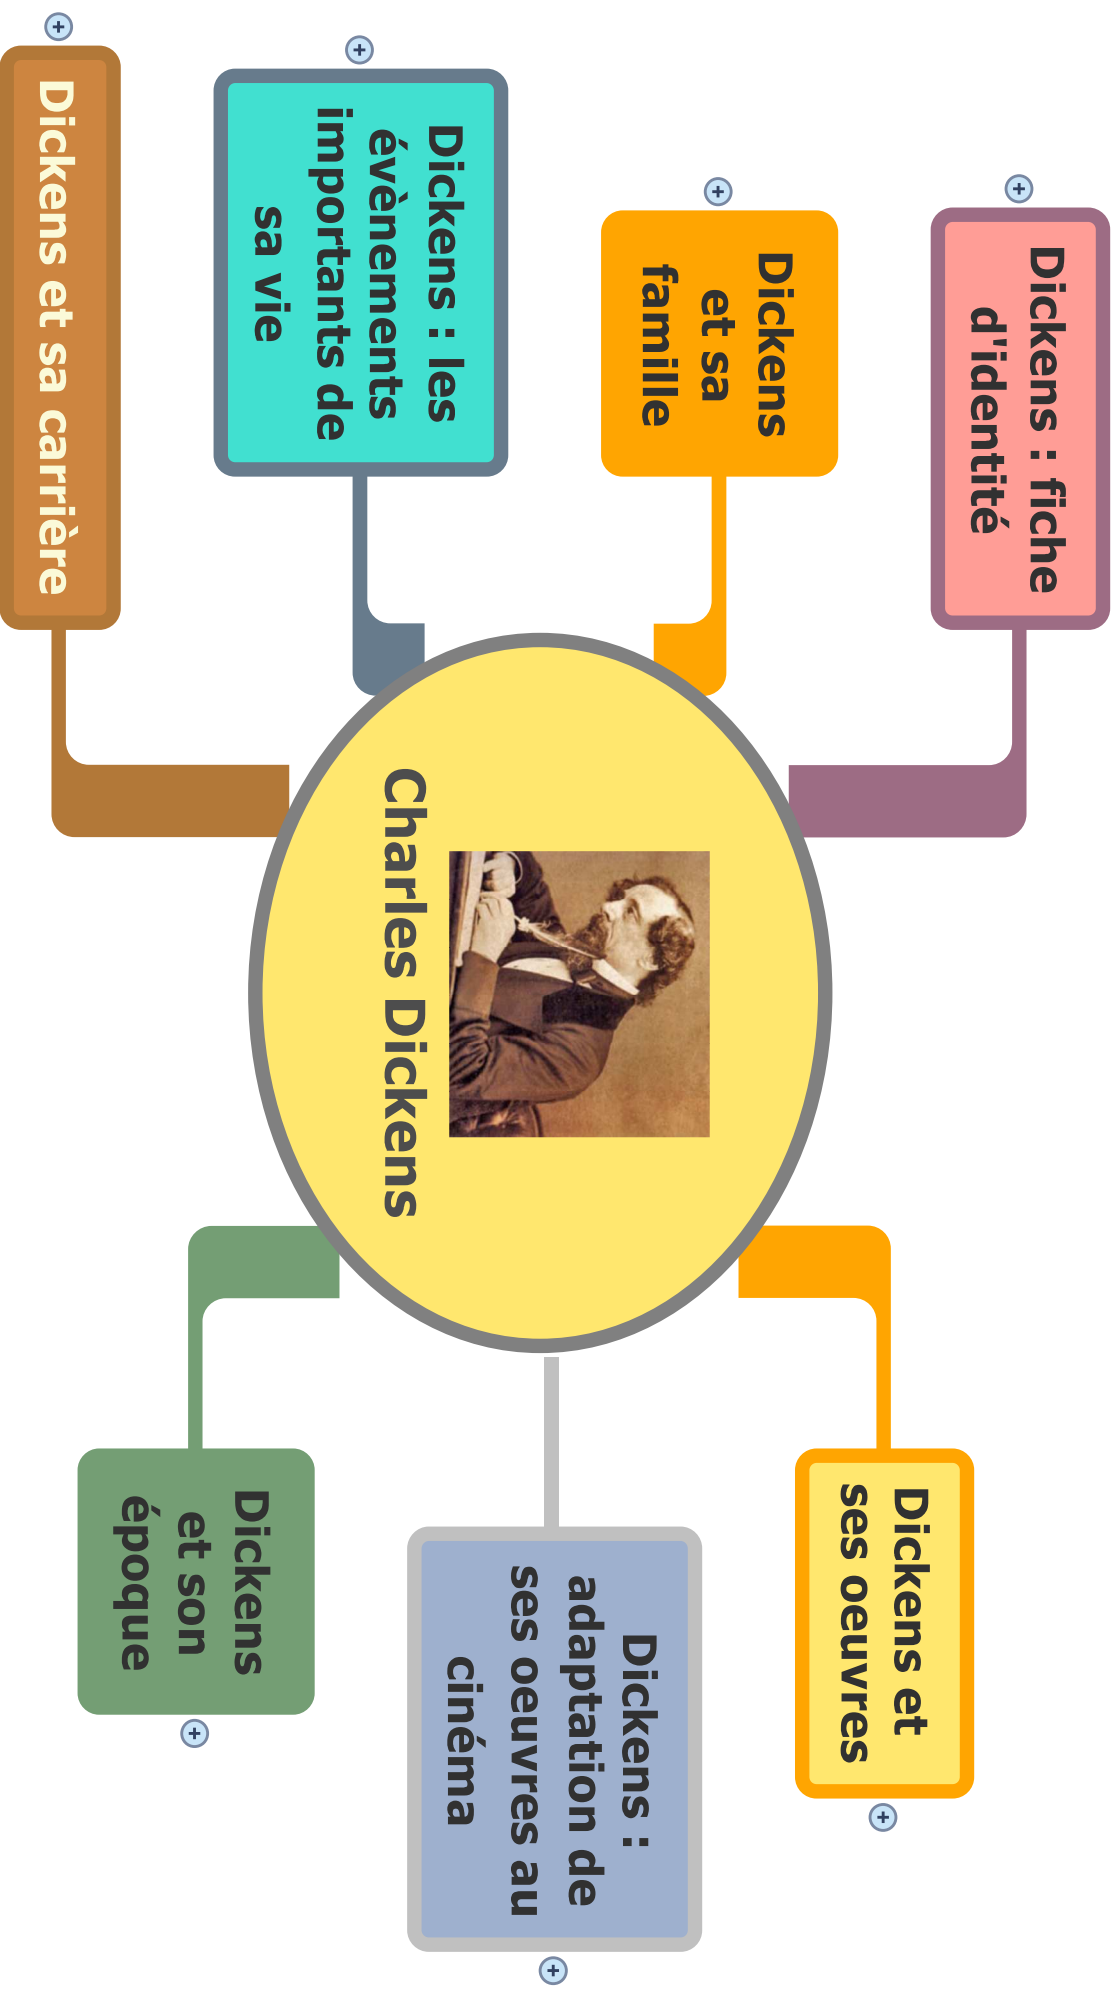 Dickens : fiche
d'identité
Dickens
et sa
famille
Dickens : les
évènements
importants de
sa vie
Dickens et sa carrière
Charles Dickens
Dickens et
ses oeuvres
Dickens :
adaptation de
ses oeuvres au
cinéma
Dickens
et son
époque